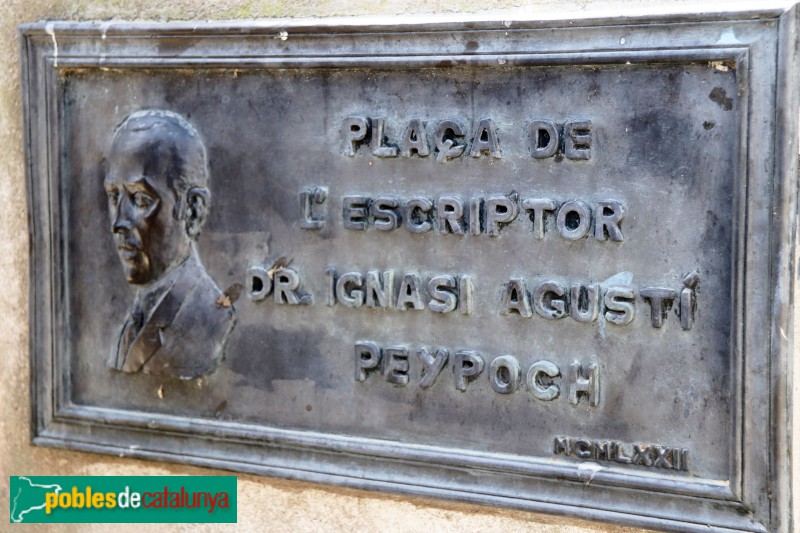 PLAÇA DE
L'ESCRIPTOR
DR. IGNASI AGUSTÍ
PEYPOCH
MCMLXXII
poblesdecatalunya